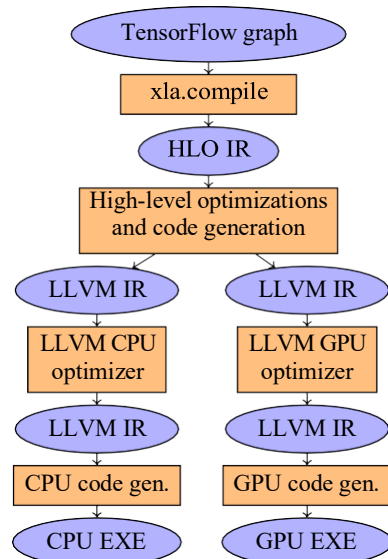 TensorFlow graph
xla.compile
HLO IR
High-level optimizations
and code generation
LLVM IR
LLVM IR
LLVM CPU
optimizer
LLVM GPU
optimizer
LLVM IR
LLVM IR
CPU code gen.
GPU code gen.
CPU EXE
GPU EXE